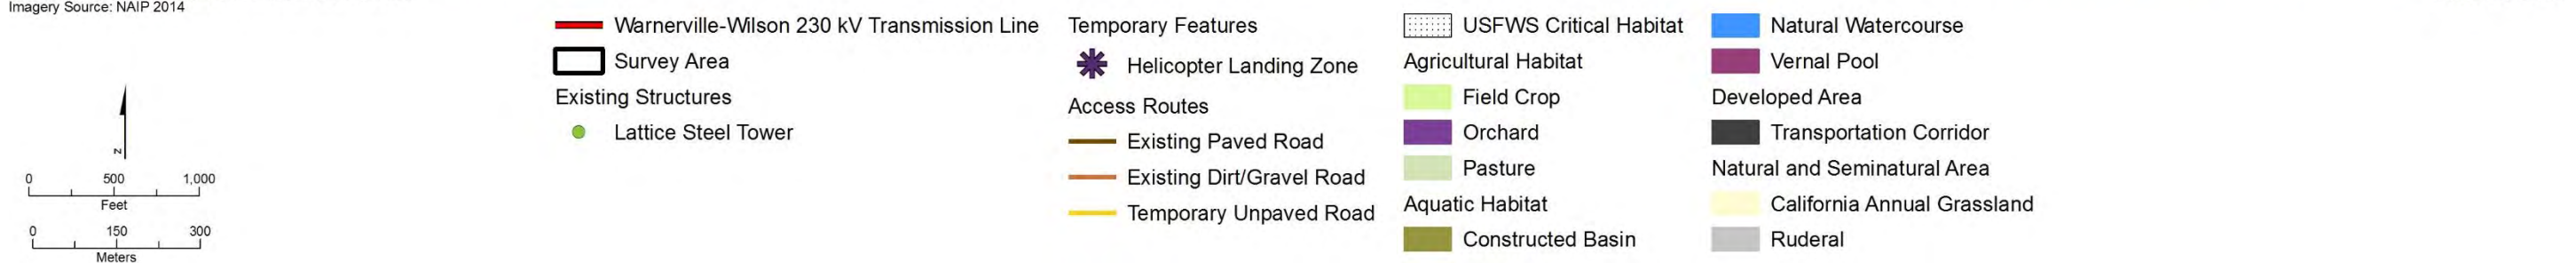 Imagery Source: NAIP 2014
N
0 500 1,000
Feet
0 150 300
Meters
Warnerville-Wilson 230 kV Transmission Line
Survey Area
Existing Structures
Lattice Steel Tower
Temporary Features
Helicopter Landing Zone
Access Routes
Existing Paved Road
Existing Dirt/Gravel Road
Temporary Unpaved Road
USFWS Critical Habitat
Agricultural Habitat
Field Crop
Orchard
Pasture
Aquatic Habitat
Constructed Basin
Natural Watercourse
Vernal Pool
Developed Area
Transportation Corridor
Natural and Seminatural Area
California Annual Grassland
Ruderal